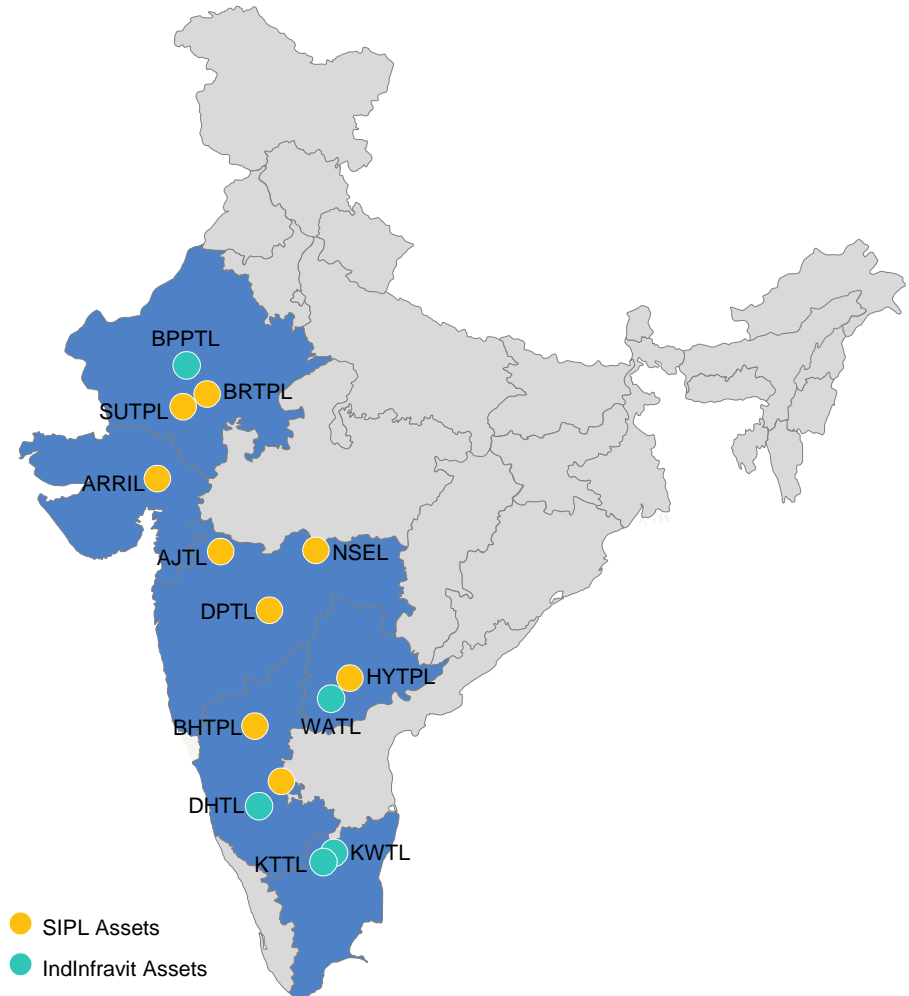 BPPTL
BRTPL
SUTPL
ARRIL
AJTL
NSEL
DPTL
HYTPL
WATL
BHTPL
DHTL
KWTL
KTTL
SIPL Assets
IndInfravit Assets